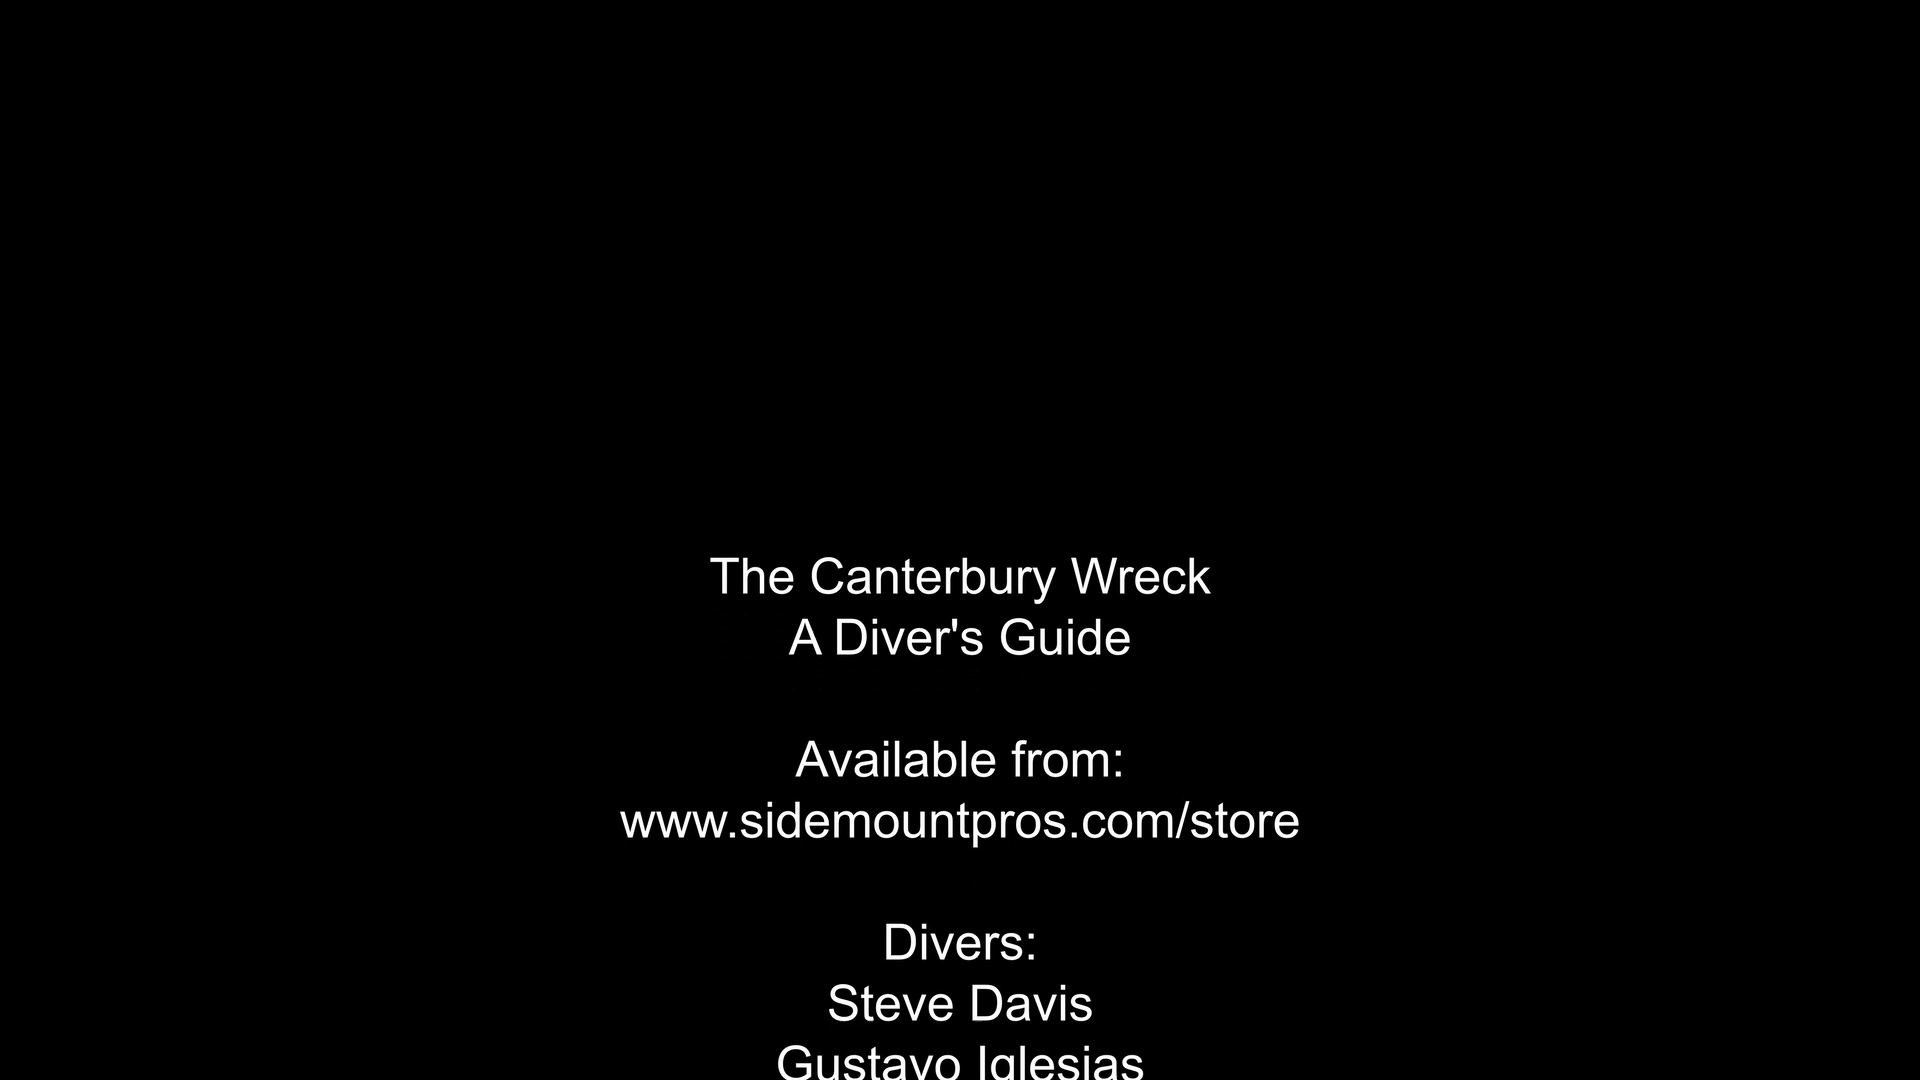 The Canterbury Wreck
A Diver's Guide
Available from:
www.sidemountpros.com/store
Divers:
Steve Davis
Gustavo Iglesias